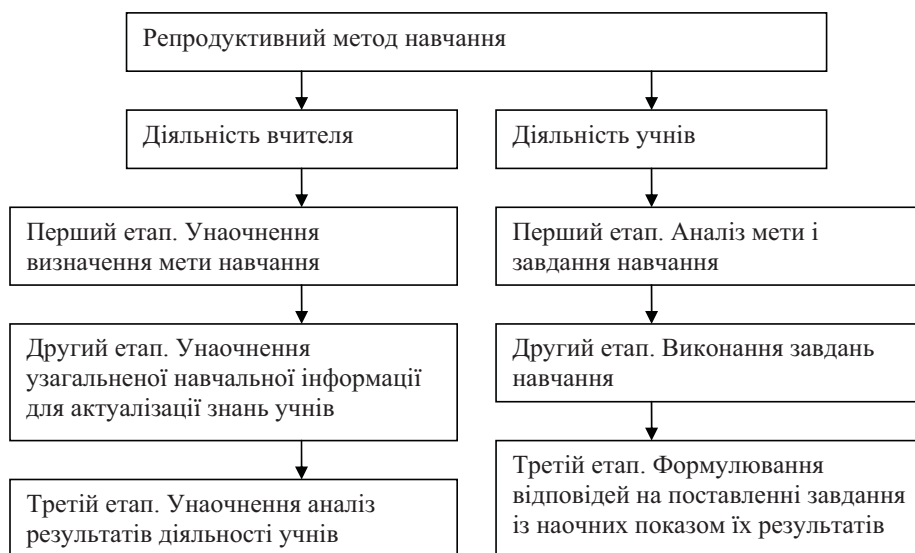 Репродуктивний метод навчання
Діяльність вчителя
Діяльність учнів
Перший етап. Унаочнення
визначення мети навчання
Перший етап. Аналіз мети і
завдання навчання
Другий етап. Унаочнення
узагальненої навчальної інформації
для актуалізації знань учнів
Другий етап. Виконання завдань
навчання
Третій етап. Унаочнення аналіз
результатів діяльності учнів
Третій етап. Формулювання
відповідей на поставленні завдання
із наочних показом їх результатів